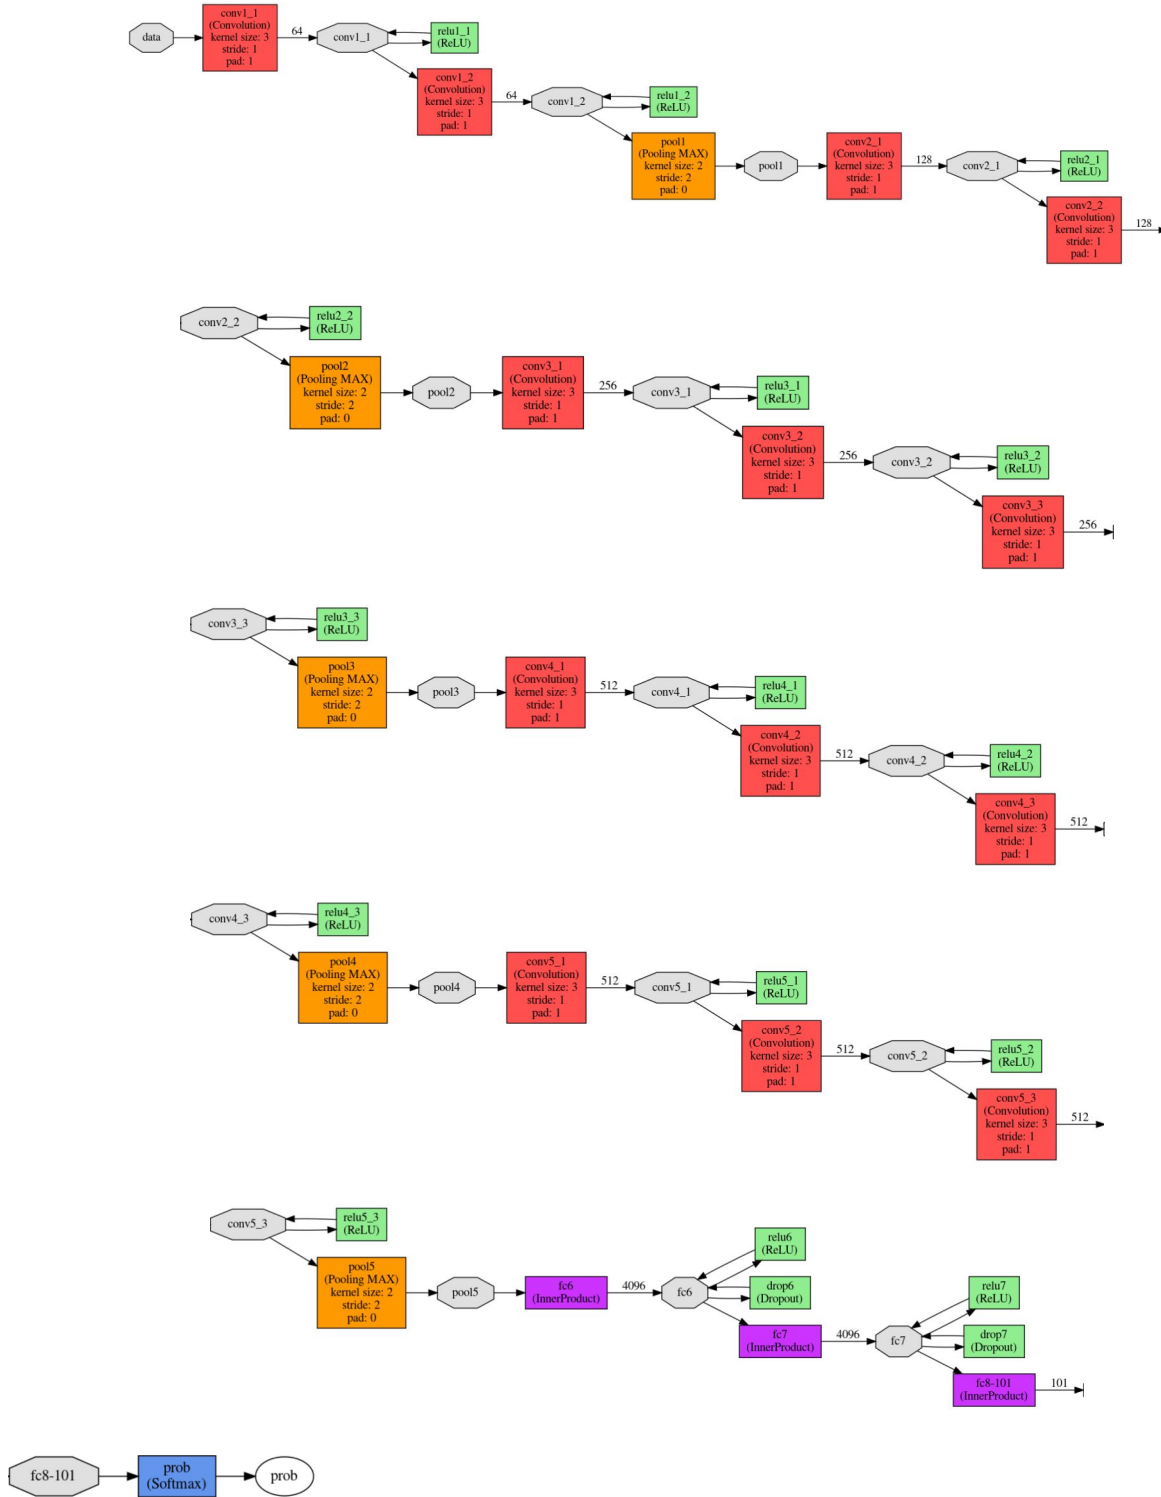 data
conv1_1
(Convolution)
kernel size: 3
stride: 1
pad: 1
64
conv1_1
relu1_1
(ReLU)
conv1_2
(Convolution)
kernel size: 3
stride: 1
pad: 1
64
conv1_2
relu1_2
(ReLU)
pool1
(Pooling MAX)
kernel size: 2
stride: 2
pad: 0
pool1
conv2_1
(Convolution)
kernel size: 3
stride: 1
pad: 1
128
conv2_1
relu2_1
(ReLU)
conv2_2
(Convolution)
kernel size: 3
stride: 1
pad: 1
128
conv2_2
relu2_2
(ReLU)
pool2
(Pooling MAX)
kernel size: 2
stride: 2
pad: 0
pool2
conv3_1
(Convolution)
kernel size: 3
stride: 1
pad: 1
256
conv3_1
relu3_1
(ReLU)
conv3_2
(Convolution)
kernel size: 3
stride: 1
pad: 1
256
conv3_2
relu3_2
(ReLU)
conv3_3
(Convolution)
kernel size: 3
stride: 1
pad: 1
256
conv3_3
relu3_3
(ReLU)
pool3
(Pooling MAX)
kernel size: 2
stride: 2
pad: 0
pool3
conv4_1
(Convolution)
kernel size: 3
stride: 1
pad: 1
512
conv4_1
relu4_1
(ReLU)
conv4_2
(Convolution)
kernel size: 3
stride: 1
pad: 1
512
conv4_2
relu4_2
(ReLU)
conv4_3
(Convolution)
kernel size: 3
stride: 1
pad: 1
512
conv4_3
relu4_3
(ReLU)
pool4
(Pooling MAX)
kernel size: 2
stride: 2
pad: 0
pool4
conv5_1
(Convolution)
kernel size: 3
stride: 1
pad: 1
512
conv5_1
relu5_1
(ReLU)
conv5_2
(Convolution)
kernel size: 3
stride: 1
pad: 1
512
conv5_2
relu5_2
(ReLU)
conv5_3
(Convolution)
kernel size: 3
stride: 1
pad: 1
512
conv5_3
relu5_3
(ReLU)
pool5
(Pooling MAX)
kernel size: 2
stride: 2
pad: 0
pool5
fc6
(InnerProduct)
4096
fc6
relu6
(ReLU)
drop6
(Dropout)
fc7
(InnerProduct)
4096
fc7
relu7
(ReLU)
drop7
(Dropout)
fc8-101
(InnerProduct)
101
fc8-101
prob
(Softmax)
prob